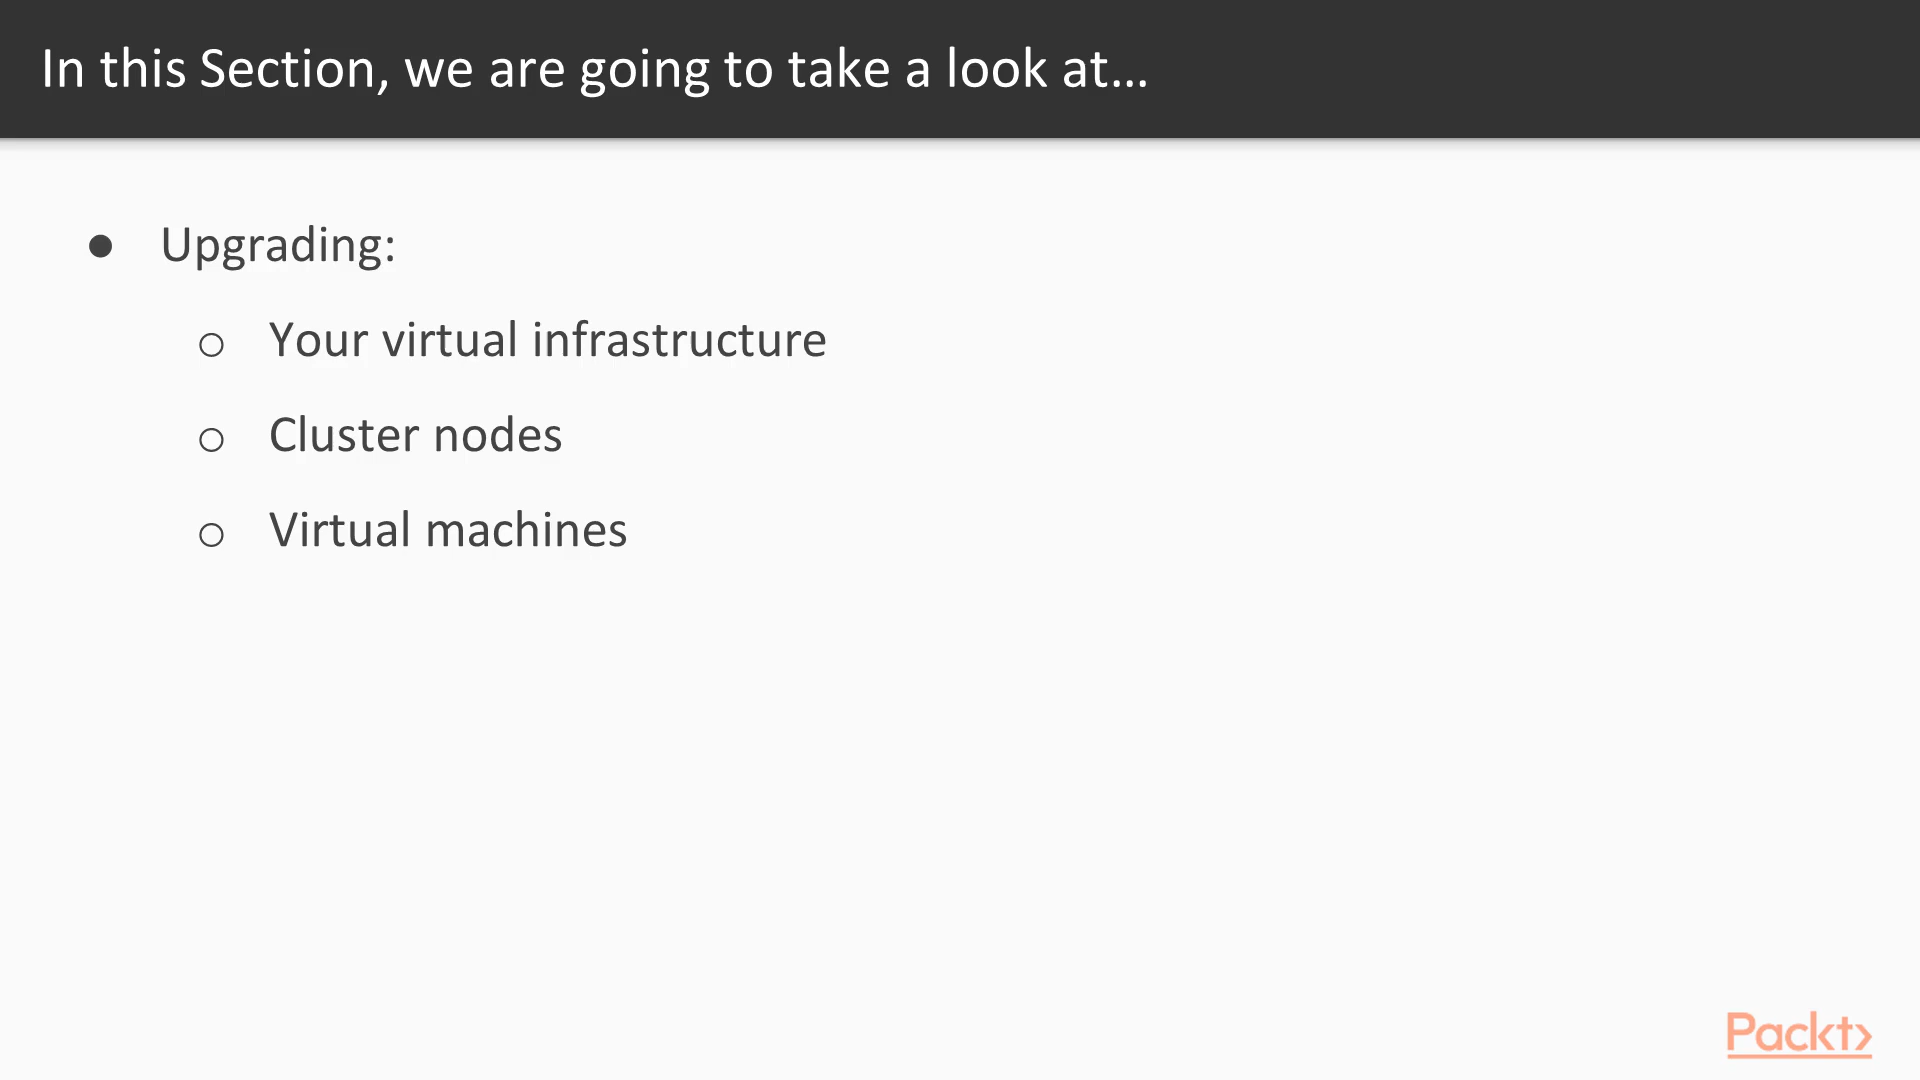 In this Section, we are going to take a look at...
● Upgrading:
○ Your virtual infrastructure
○ Cluster nodes
○ Virtual machines
Packt>